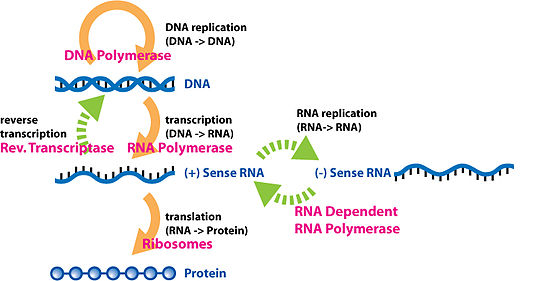 DNA replication
(DNA -> DNA)
DNA Polymerase
DNA
reverse
transcription
Rev. Transcriptase
transcription
(DNA -> RNA)
RNA Polymerase
RNA replication
(RNA-> RNA)
(+) Sense RNA
(-) Sense RNA
RNA Dependent
RNA Polymerase
translation
(RNA -> Protein)
Ribosomes
Protein